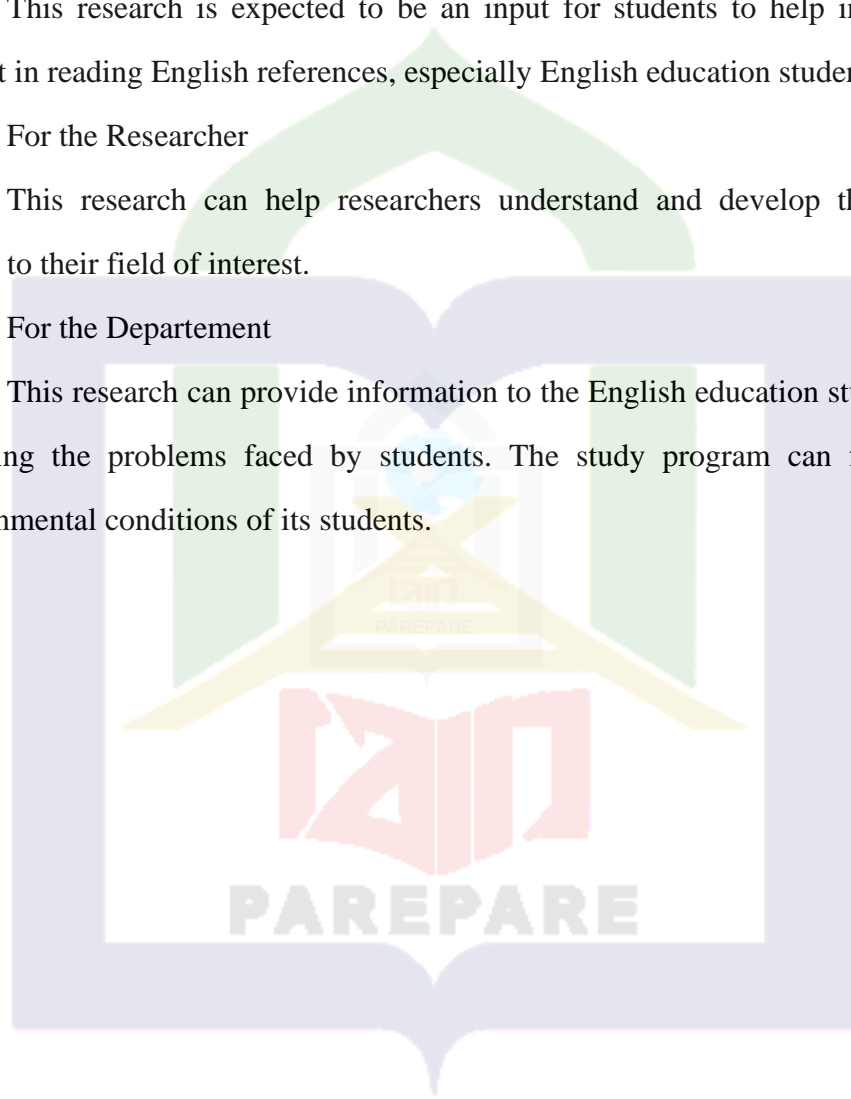 This research is expected to be an input for students to help in
t in reading English references, especially English education studen
For the Researcher
This research can help researchers understand and develop th
to their field of interest.
For the Departement
This research can provide information to the English education stu
ing the problems faced by students. The study program can
nmental conditions of its students.
PAREPARE
PAREPARE